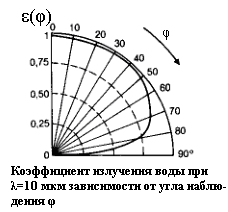 ε(φ)
0 10 20 30 40 50 60 70 80 90°
φ
1
0,75
0,5
0,25
0
Коэффициент излучения воды при
λ=10 мкм зависимости от угла наблю-
дения φ